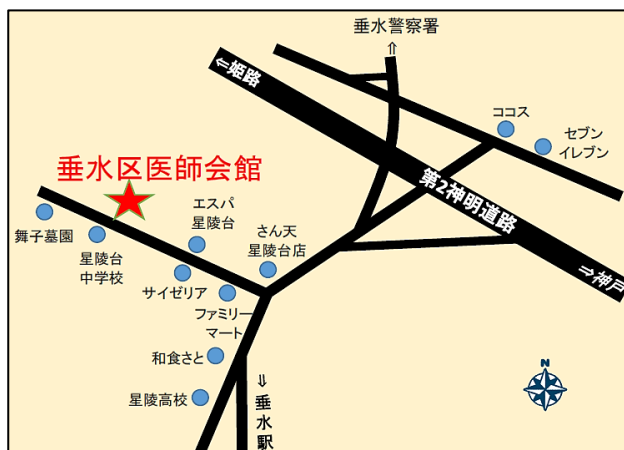 垂水警察署
⇑
⇐姫路
ココス
セブン
イレブン
垂水区医師会館
第2神明道路
エスパ
星陵台
さん天
星陵台店
舞子墓園
星陵台
中学校
サイゼリア
ファミリー
マート
⇒神戸
和食さと
N
星陵高校
⇓垂水駅